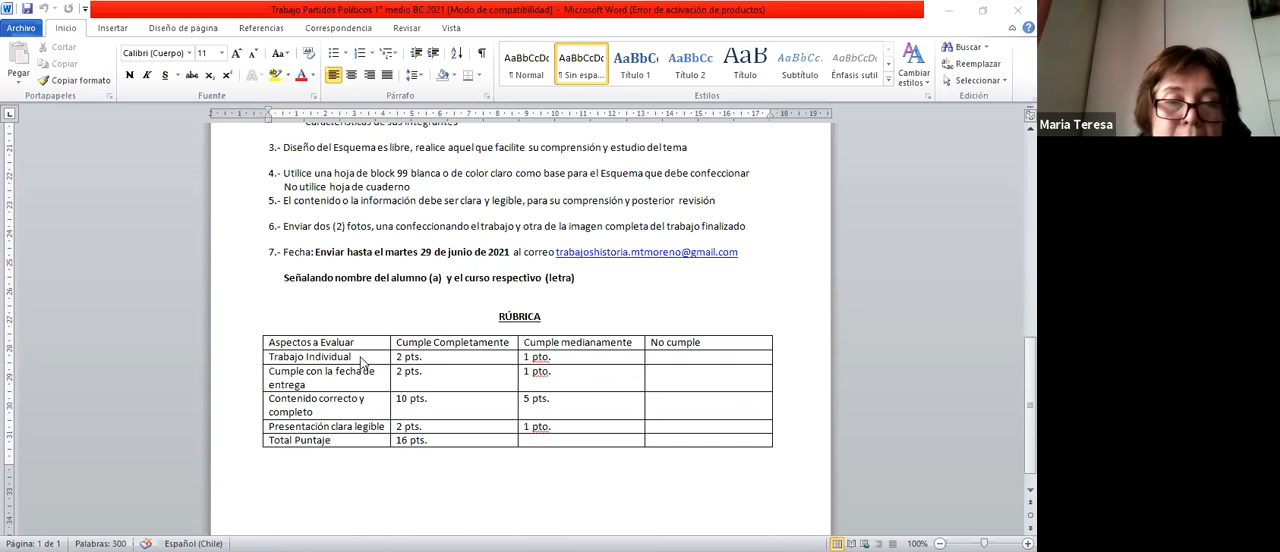 Trabajo Partidos Políticos 1° medio BC 2021 [Modo de compatibilidad] - Microsoft Word (Error de activación de productos)
Archivo Inicio Insertar Diseño de página Referencias Correspondencia Revisar Vista
Pegar
Cortar
Copiar
Copiar formato
Portapapeles
Calibri (Cuerpo) 11
Fuente
Párrafo
AaBbCcDc AaBbCcDc AaBbC AaBbCc AaB AaBbCc. AaBbCcDc
¶ Normal ¶ Sin espa... Título 1 Título 2 Título Subtítulo Énfasis sutil
Estilos
Cambiar estilos
Buscar
Reemplazar
Seleccionar
Edición
Maria Teresa
Características de sus integrantes
3.- Diseño del Esquema es libre, realice aquel que facilite su comprensión y estudio del tema
4.- Utilice una hoja de block 99 blanca o de color claro como base para el Esquema que debe confeccionar
No utilice hoja de cuaderno
5.- El contenido o la información debe ser clara y legible, para su comprensión y posterior revisión
6.- Enviar dos (2) fotos, una confeccionando el trabajo y otra de la imagen completa del trabajo finalizado
7.- Fecha: Enviar hasta el martes 29 de junio de 2021 al correo trabajoshistoria.mtmoreno@gmail.com
Señalando nombre del alumno (a) y el curso respectivo (letra)
RÚBRICA
Aspectos a Evaluar Cumple Completamente Cumple medianamente No cumple
Trabajo Individual 2 pts. 1 pto.
Cumple con la fecha de entrega 2 pts. 1 pto.
Contenido correcto y completo 10 pts. 5 pts.
Presentación clara legible 2 pts. 1 pto.
Total Puntaje 16 pts.
Página: 1 de 1 Palabras: 300 Español (Chile) 100%